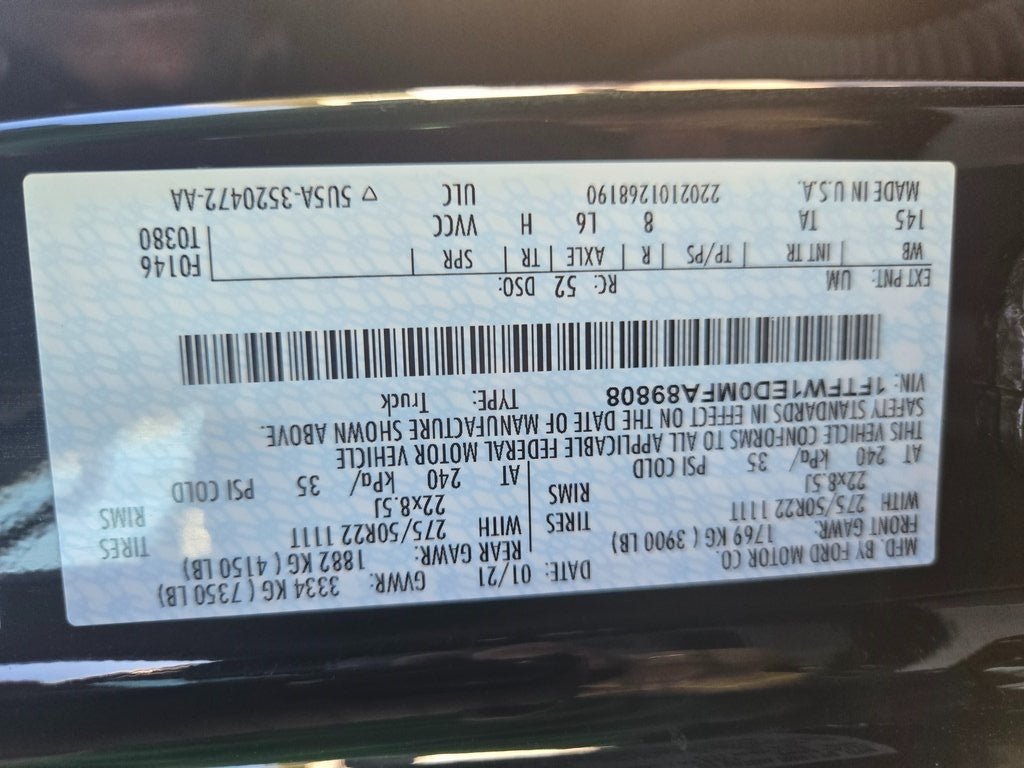 MFD. BY FORD MOTOR CO.
DATE: 01/21 GVWR: 3334 KG ( 7350 LB)
FRONT GAWR: 1769 KG ( 3900 LB) REAR GAWR: 1882 KG ( 4150 LB)
WITH 275/50R22 111T TIRES WITH 275/50R22 111T TIRES
22x8.5J RIMS 22x8.5J RIMS
AT 240 kPa/ 35 PSI COLD AT 240 kPa/ 35 PSI COLD
THIS VEHICLE CONFORMS TO ALL APPLICABLE FEDERAL MOTOR VEHICLE
SAFETY STANDARDS IN EFFECT ON THE DATE OF MANUFACTURE SHOWN ABOVE.
VIN: 1FTFW1ED0MFA89808 TYPE: Truck
EXT PNT: UM RC: 52 DSO: F0146
WB | INT TR | TP/PS | R | AXLE | TR | SPR | T0380
145 TA 8 L6 H VVCC
MADE IN U.S.A. 2202101268190 ULC ▽ 5U5A-3520472-AA